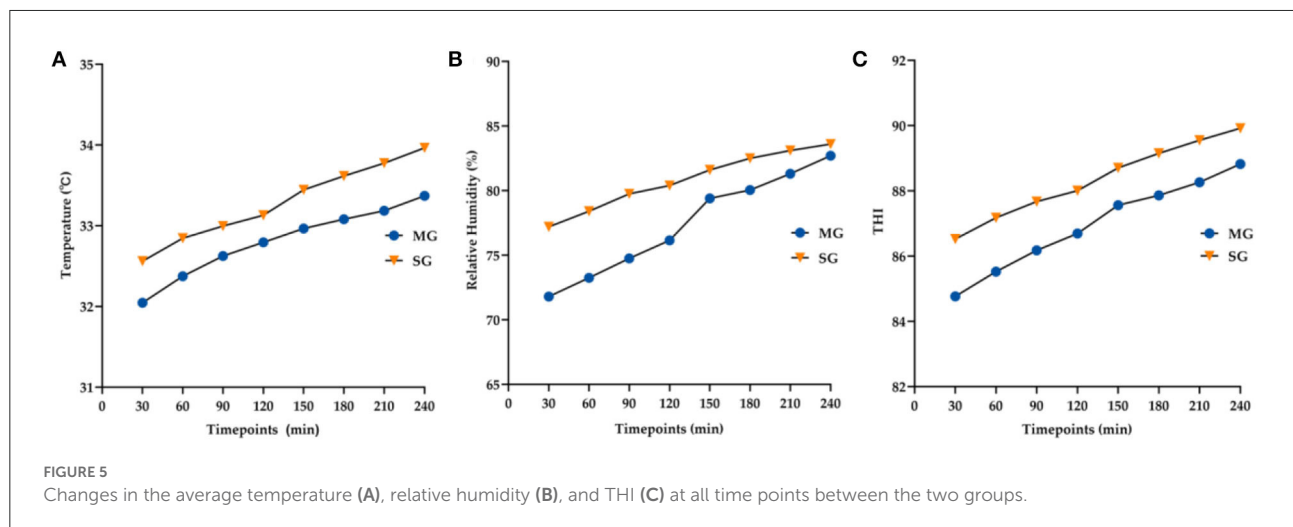 A
35
34
33
32
31
Temperature (℃)
0 30 60 90 120 150 180 210 240
Timepoints (min)
MG
SG
B
90
85
80
75
70
65
Relative Humidity (%)
0 30 60 90 120 150 180 210 240
Timepoints (min)
MG
SG
C
92
90
88
86
84
82
THI
0 30 60 90 120 150 180 210 240
Timepoints (min)
MG
SG
FIGURE 5
Changes in the average temperature (A), relative humidity (B), and THI (C) at all time points between the two groups.